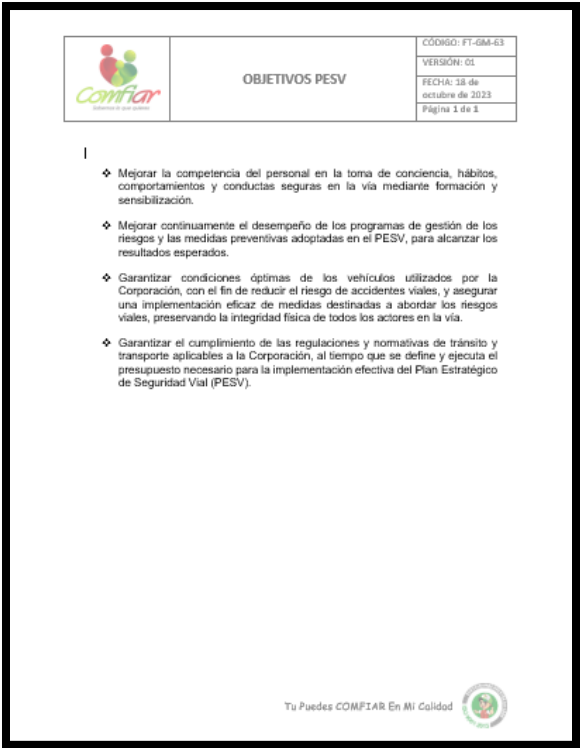 Comfiar
OBJETIVOS PESV
CÓDIGO: FT-GM-63
VERSIÓN: 01
FECHA: 18 de
octubre de 2023
Página 1 de 1
❖ Mejorar la competencia del personal en la toma de conciencia, hábitos,
comportamientos y conductas seguras en la vía mediante formación y
sensibilización.
❖ Mejorar continuamente el desempeño de los programas de gestión de los
riesgos y las medidas preventivas adoptadas en el PESV, para alcanzar los
resultados esperados.
❖ Garantizar condiciones óptimas de los vehículos utilizados por la
Corporación, con el fin de reducir el riesgo de accidentes viales, y asegurar
una implementación eficaz de medidas destinadas a abordar los riesgos
viales, preservando la integridad física de todos los actores en la vía.
❖ Garantizar el cumplimiento de las regulaciones y normativas de tránsito y
transporte aplicables a la Corporación, al tiempo que se define y ejecuta el
presupuesto necesario para la implementación efectiva del Plan Estratégico
de Seguridad Vial (PESV).
Tu Puedes COMFIAR En Mi Calidad